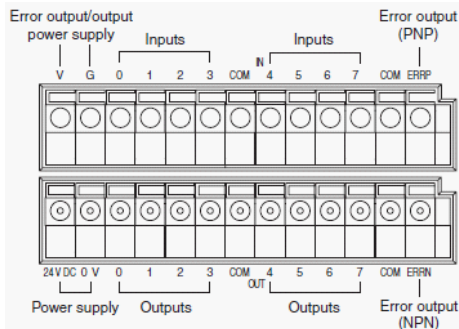 Error output/output
power supply
Inputs
Inputs
Error output
(PNP)
V G 0 1 2 3 COM IN 4 5 6 7 COM ERRP
24 V DC 0 V 0 1 2 3 COM OUT 4 5 6 7 COM ERRN
Power supply
Outputs
Outputs
Error output
(NPN)